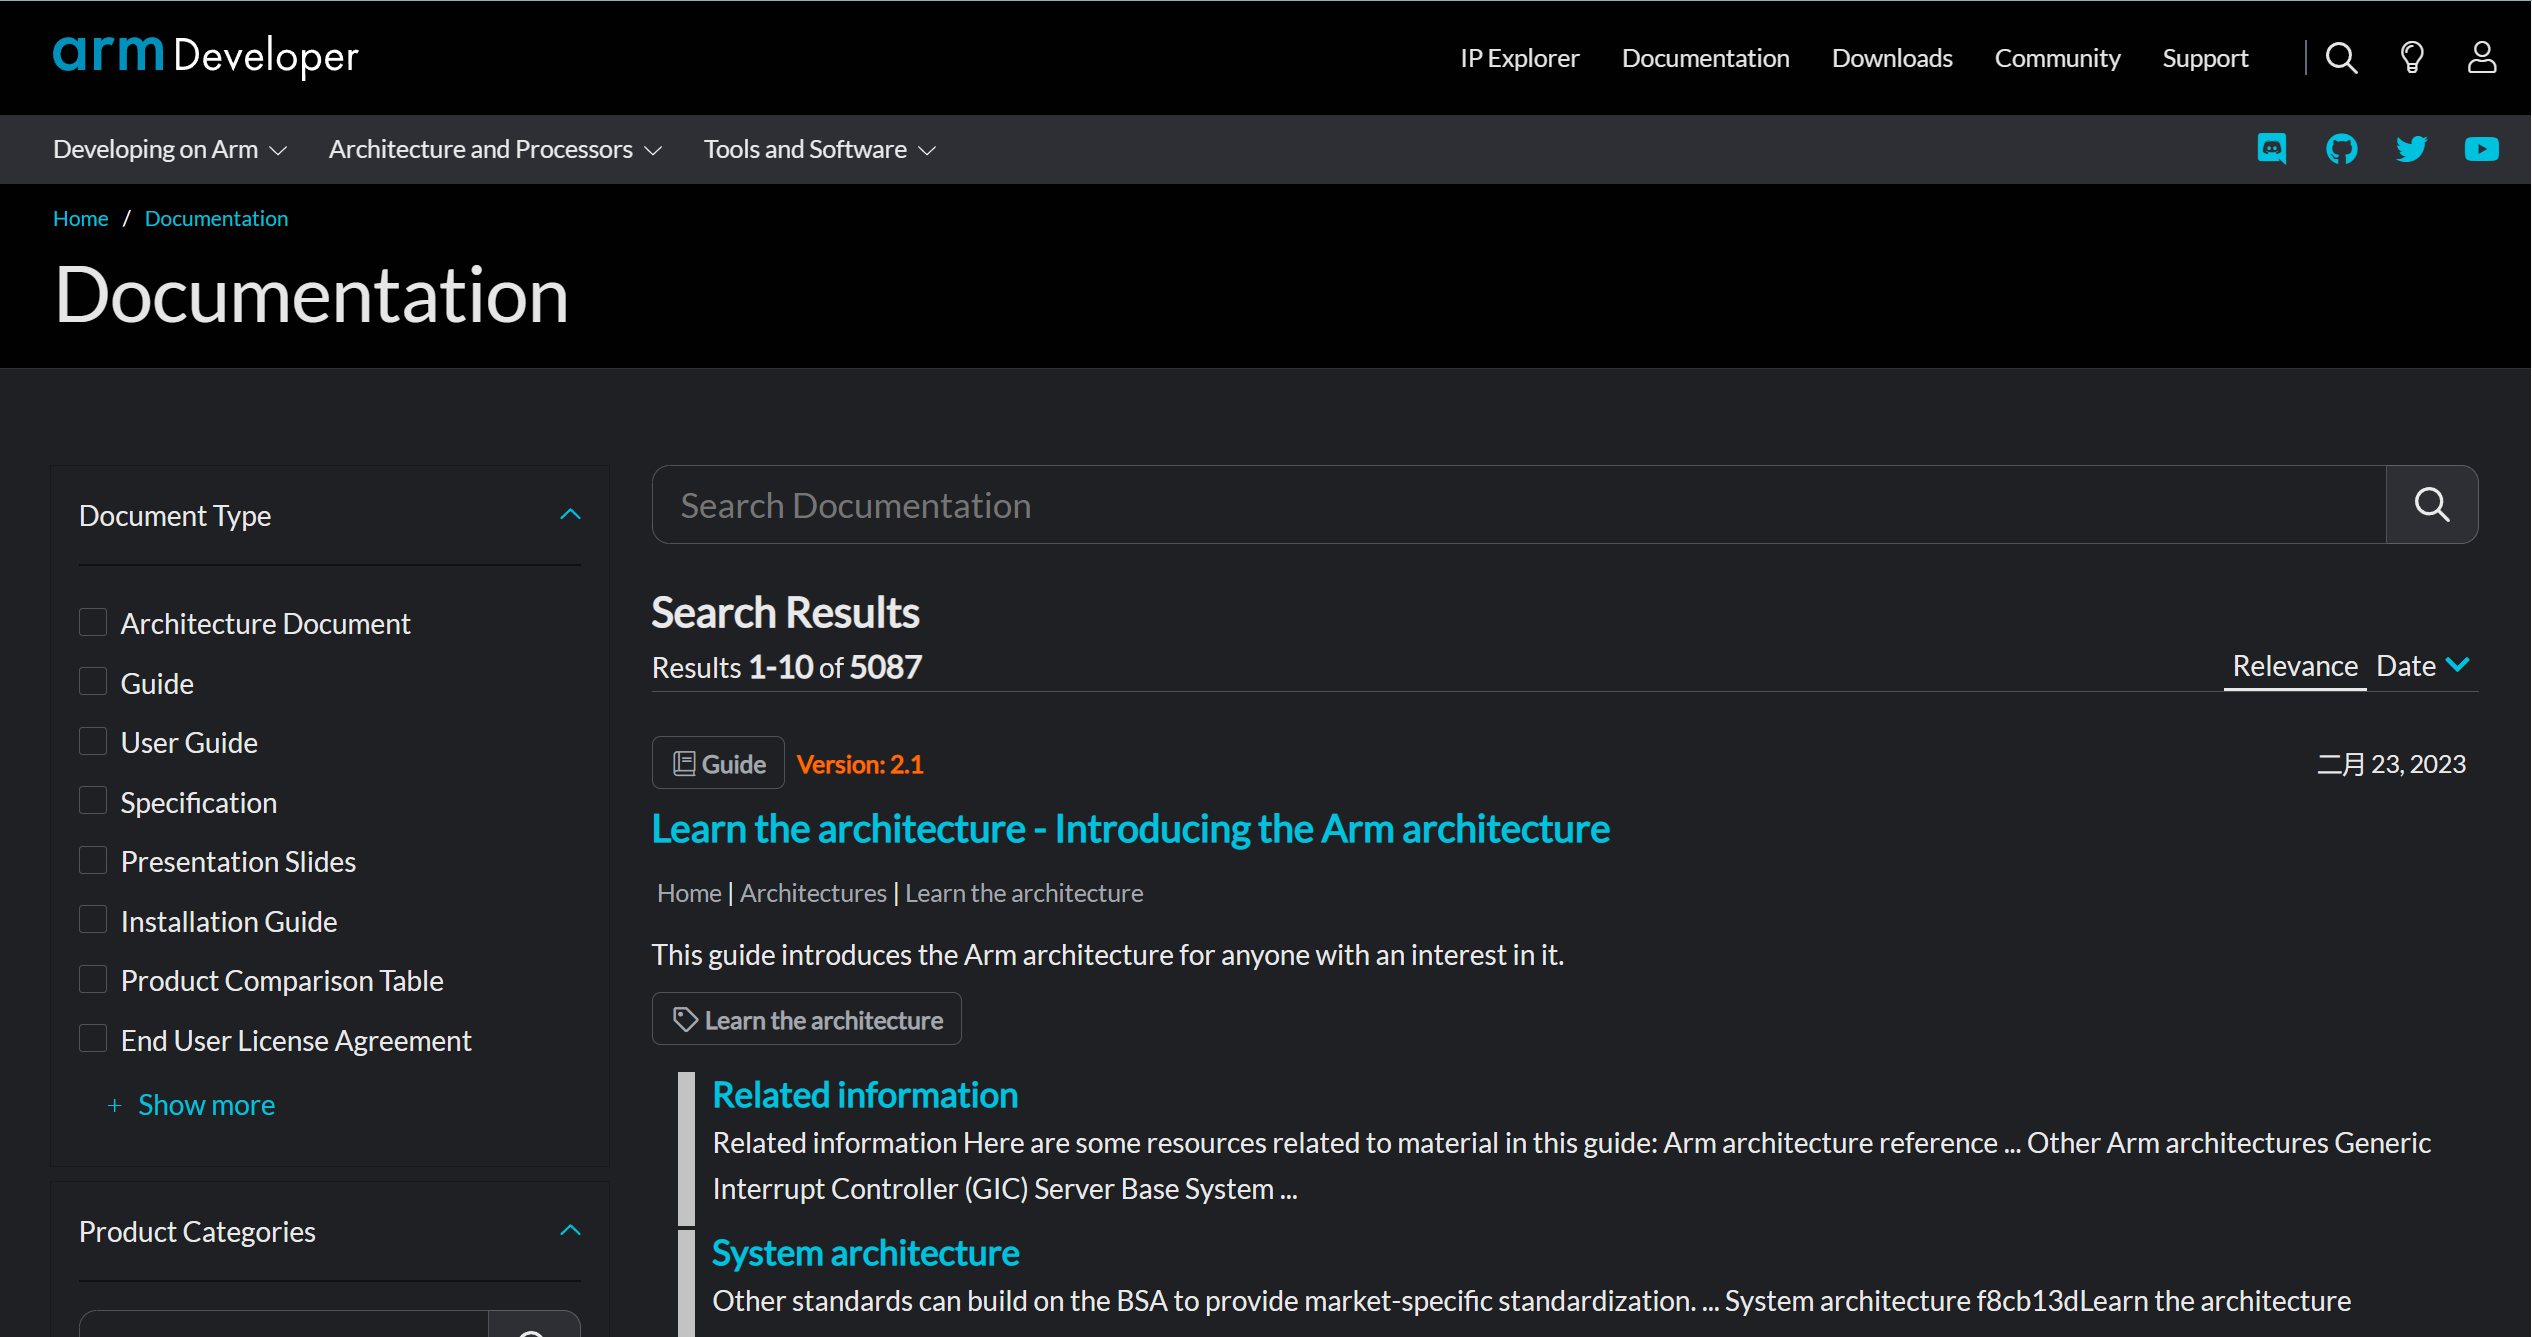 arm Developer
IP Explorer Documentation Downloads Community Support
Developing on Arm Architecture and Processors Tools and Software
Home / Documentation
Documentation
Document Type
Architecture Document
Guide
User Guide
Specification
Presentation Slides
Installation Guide
Product Comparison Table
End User License Agreement
+ Show more
Product Categories
Search Documentation
Search Results
Results 1-10 of 5087
Relevance Date
Guide Version: 2.1
二月 23, 2023
Learn the architecture - Introducing the Arm architecture
Home | Architectures | Learn the architecture
This guide introduces the Arm architecture for anyone with an interest in it.
Learn the architecture
Related information
Related information Here are some resources related to material in this guide: Arm architecture reference ... Other Arm architectures Generic
Interrupt Controller (GIC) Server Base System ...
System architecture
Other standards can build on the BSA to provide market-specific standardization. ... System architecture f8cb13dLearn the architecture